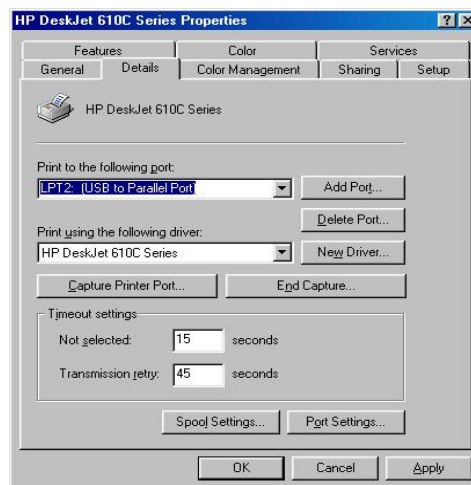 HP DeskJet 610C Series Properties
Features Color Services
General Details Color Management Sharing Setup
HP DeskJet 610C Series
Print to the following port:
LPT2: (USB to Parallel Port) Add Port...
Delete Port...
Print using the following driver:
HP DeskJet 610C Series New Driver...
Capture Printer Port... End Capture...
Timeout settings
Not selected: 15 seconds
Transmission retry: 45 seconds
Spool Settings... Port Settings...
OK Cancel Apply